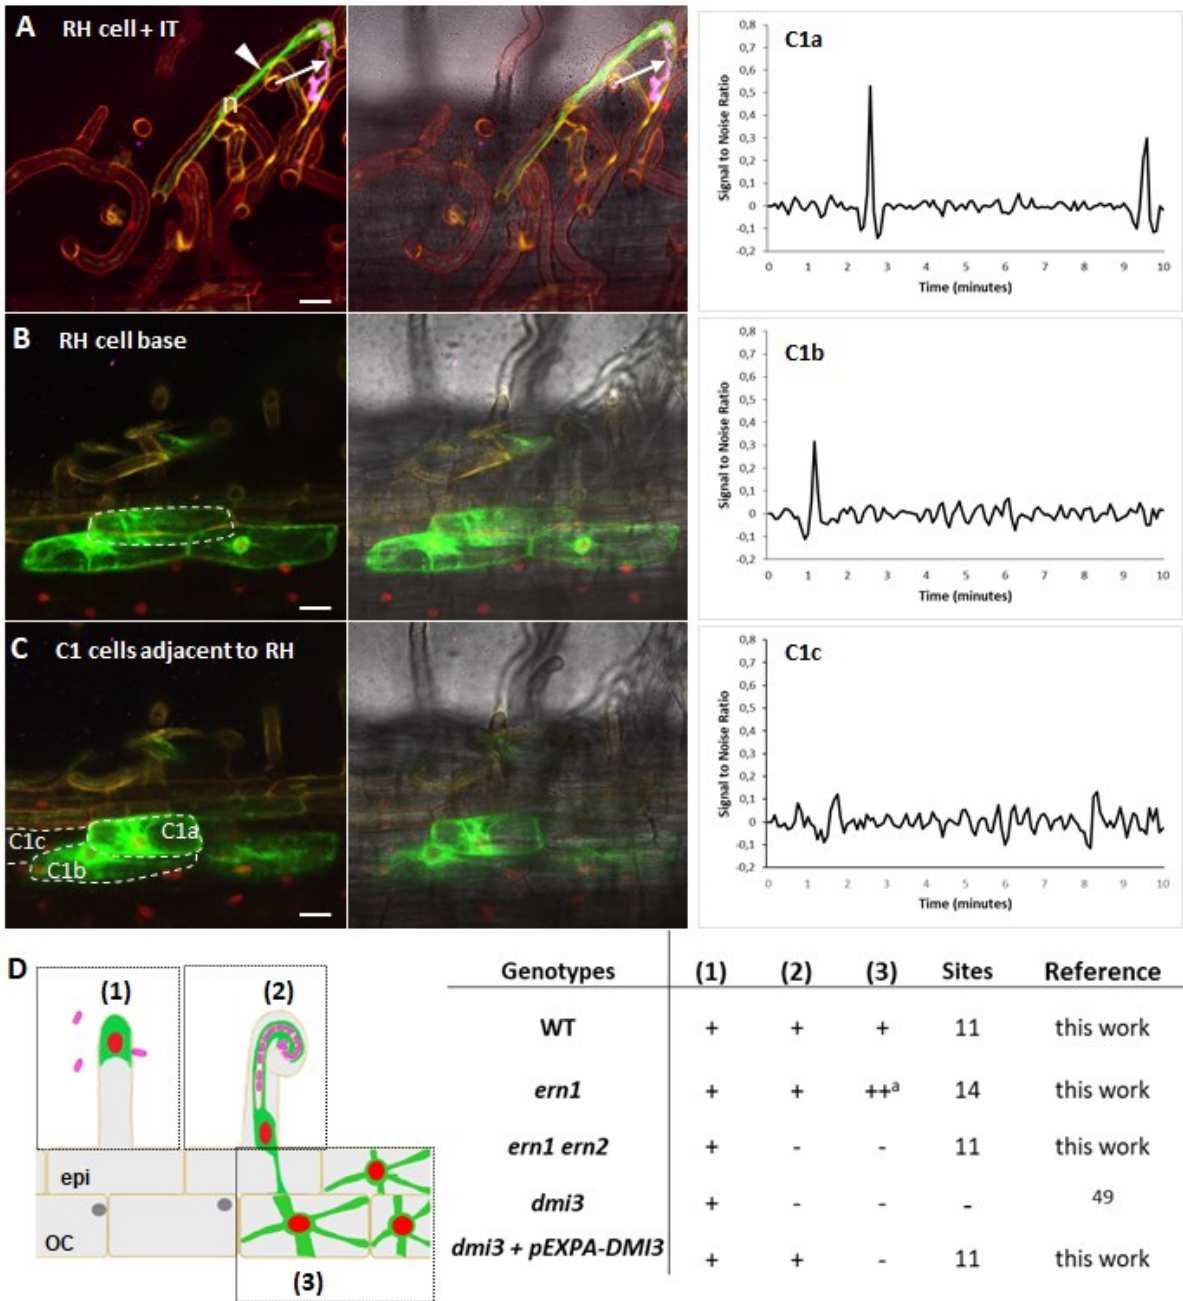 A RH cell + IT
n
C1a
Signal to Noise Ratio
0,8
0,7
0,6
0,5
0,4
0,3
0,2
0,1
0
-0,1
-0,2
0 1 2 3 4 5 6 7 8 9 10
Time (minutes)
B RH cell base
C1b
Signal to Noise Ratio
0,8
0,7
0,6
0,5
0,4
0,3
0,2
0,1
0
-0,1
-0,2
0 1 2 3 4 5 6 7 8 9 10
Time (minutes)
C C1 cells adjacent to RH
C1a
C1c
C1b
C1c
Signal to Noise Ratio
0,8
0,7
0,6
0,5
0,4
0,3
0,2
0,1
0
-0,1
-0,2
0 1 2 3 4 5 6 7 8 9 10
Time (minutes)
D
(1) (2)
epi
OC
(3)
Genotypes (1) (2) (3) Sites Reference
WT + + + 11 this work
ern1 + + ++ᵃ 14 this work
ern1 ern2 + - - 11 this work
dmi3 + - - - 49
dmi3 + pEXPA-DMI3 + + - 11 this work